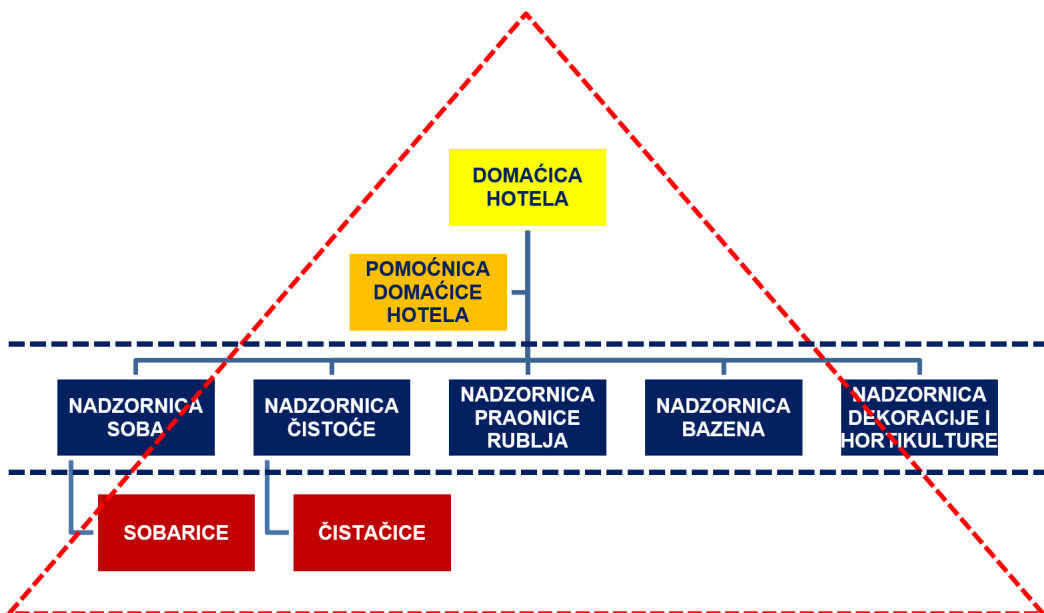 DOMAĆICA
HOTELA
POMOĆNICA
DOMAĆICE
HOTELA
NADZORNICA
SOBA
NADZORNICA
ČISTOĆE
NADZORNICA
PRAONICE
RUBLJA
NADZORNICA
BAZENA
NADZORNICA
DEKORACIJE I
HORTIKULTURE
SOBARICE
ČISTAČICE